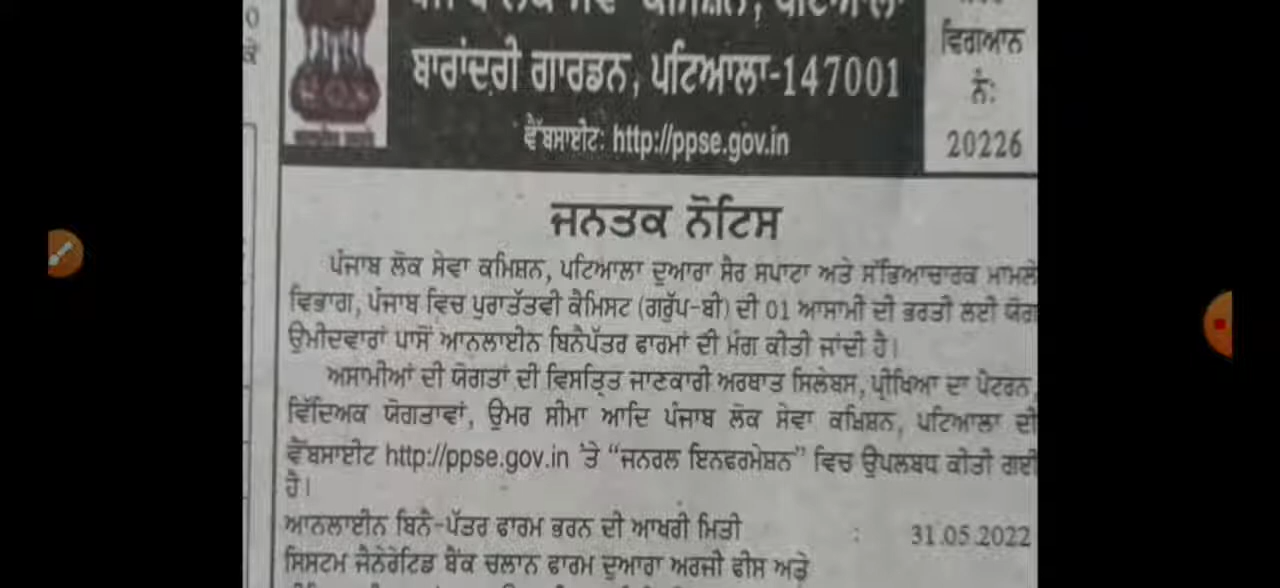 ਬਾਰਾਂਦਰੀ ਗਾਰਡਨ, ਪਟਿਆਲਾ-147001
ਵੈੱਬਸਾਈਟ: http://ppse.gov.in
ਵਿਗਆਨ
ਨੰ:
20226
ਜਨਤਕ ਨੋਟਿਸ
ਪੰਜਾਬ ਲੋਕ ਸੇਵਾ ਕਮਿਸ਼ਨ, ਪਟਿਆਲਾ ਦੁਆਰਾ ਸੈਰ ਸਪਾਟਾ ਅਤੇ ਸੱਭਿਆਚਾਰਕ ਮਾਮਲੇ
ਵਿਭਾਗ, ਪੰਜਾਬ ਵਿਚ ਪੁਰਾਤੱਤਵੀ ਕੈਮਿਸਟ (ਗਰੁੱਪ-ਬੀ) ਦੀ 01 ਆਸਾਮੀ ਦੀ ਭਰਤੀ ਲਈ ਯੋਗ
ਉਮੀਦਵਾਰਾਂ ਪਾਸੋਂ ਆਨਲਾਈਨ ਬਿਨੈਪੱਤਰ ਫਾਰਮਾਂ ਦੀ ਮੰਗ ਕੀਤੀ ਜਾਂਦੀ ਹੈ।
ਅਸਾਮੀਆਂ ਦੀ ਯੋਗਤਾਂ ਦੀ ਵਿਸਤ੍ਰਿਤ ਜਾਣਕਾਰੀ ਅਰਥਾਤ ਸਿਲੇਬਸ, ਪ੍ਰੀਖਿਆ ਦਾ ਪੈਟਰਨ,
ਵਿੱਦਿਅਕ ਯੋਗਤਾਵਾਂ, ਉਮਰ ਸੀਮਾ ਆਦਿ ਪੰਜਾਬ ਲੋਕ ਸੇਵਾ ਕਮਿਸ਼ਨ, ਪਟਿਆਲਾ ਦੀ
ਵੈੱਬਸਾਈਟ http://ppse.gov.in 'ਤੇ "ਜਨਰਲ ਇਨਫਰਮੇਸ਼ਨ" ਵਿਚ ਉਪਲਬਧ ਕੀਤੀ ਗਈ
ਹੈ।
ਆਨਲਾਈਨ ਬਿਨੈ-ਪੱਤਰ ਫਾਰਮ ਭਰਨ ਦੀ ਆਖਰੀ ਮਿਤੀ : 31.05.2022
ਸਿਸਟਮ ਜੈਨੇਰੇਟਿਡ ਬੈਂਕ ਚਲਾਨ ਫਾਰਮ ਦੁਆਰਾ ਅਰਜੀ ਫੀਸ ਅਤੇ